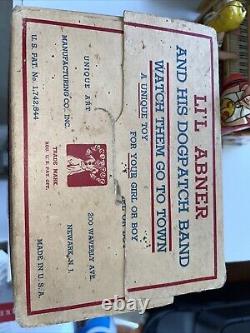 LI'L ABNER
AND HIS DOGPATCH BAND
WATCH THEM GO TO TOWN
A UNIQUE TOY
FOR YOUR GIRL OR BOY
UNIQUE ART
MANUFACTURING CO. INC.
200 WAVERLY AVE.
NEWARK, N. J.
TRADE MARK
REG. U.S. PAT. OFF.
U. S. PAT No. 1,742,844
MADE IN U.S.A.
ebay